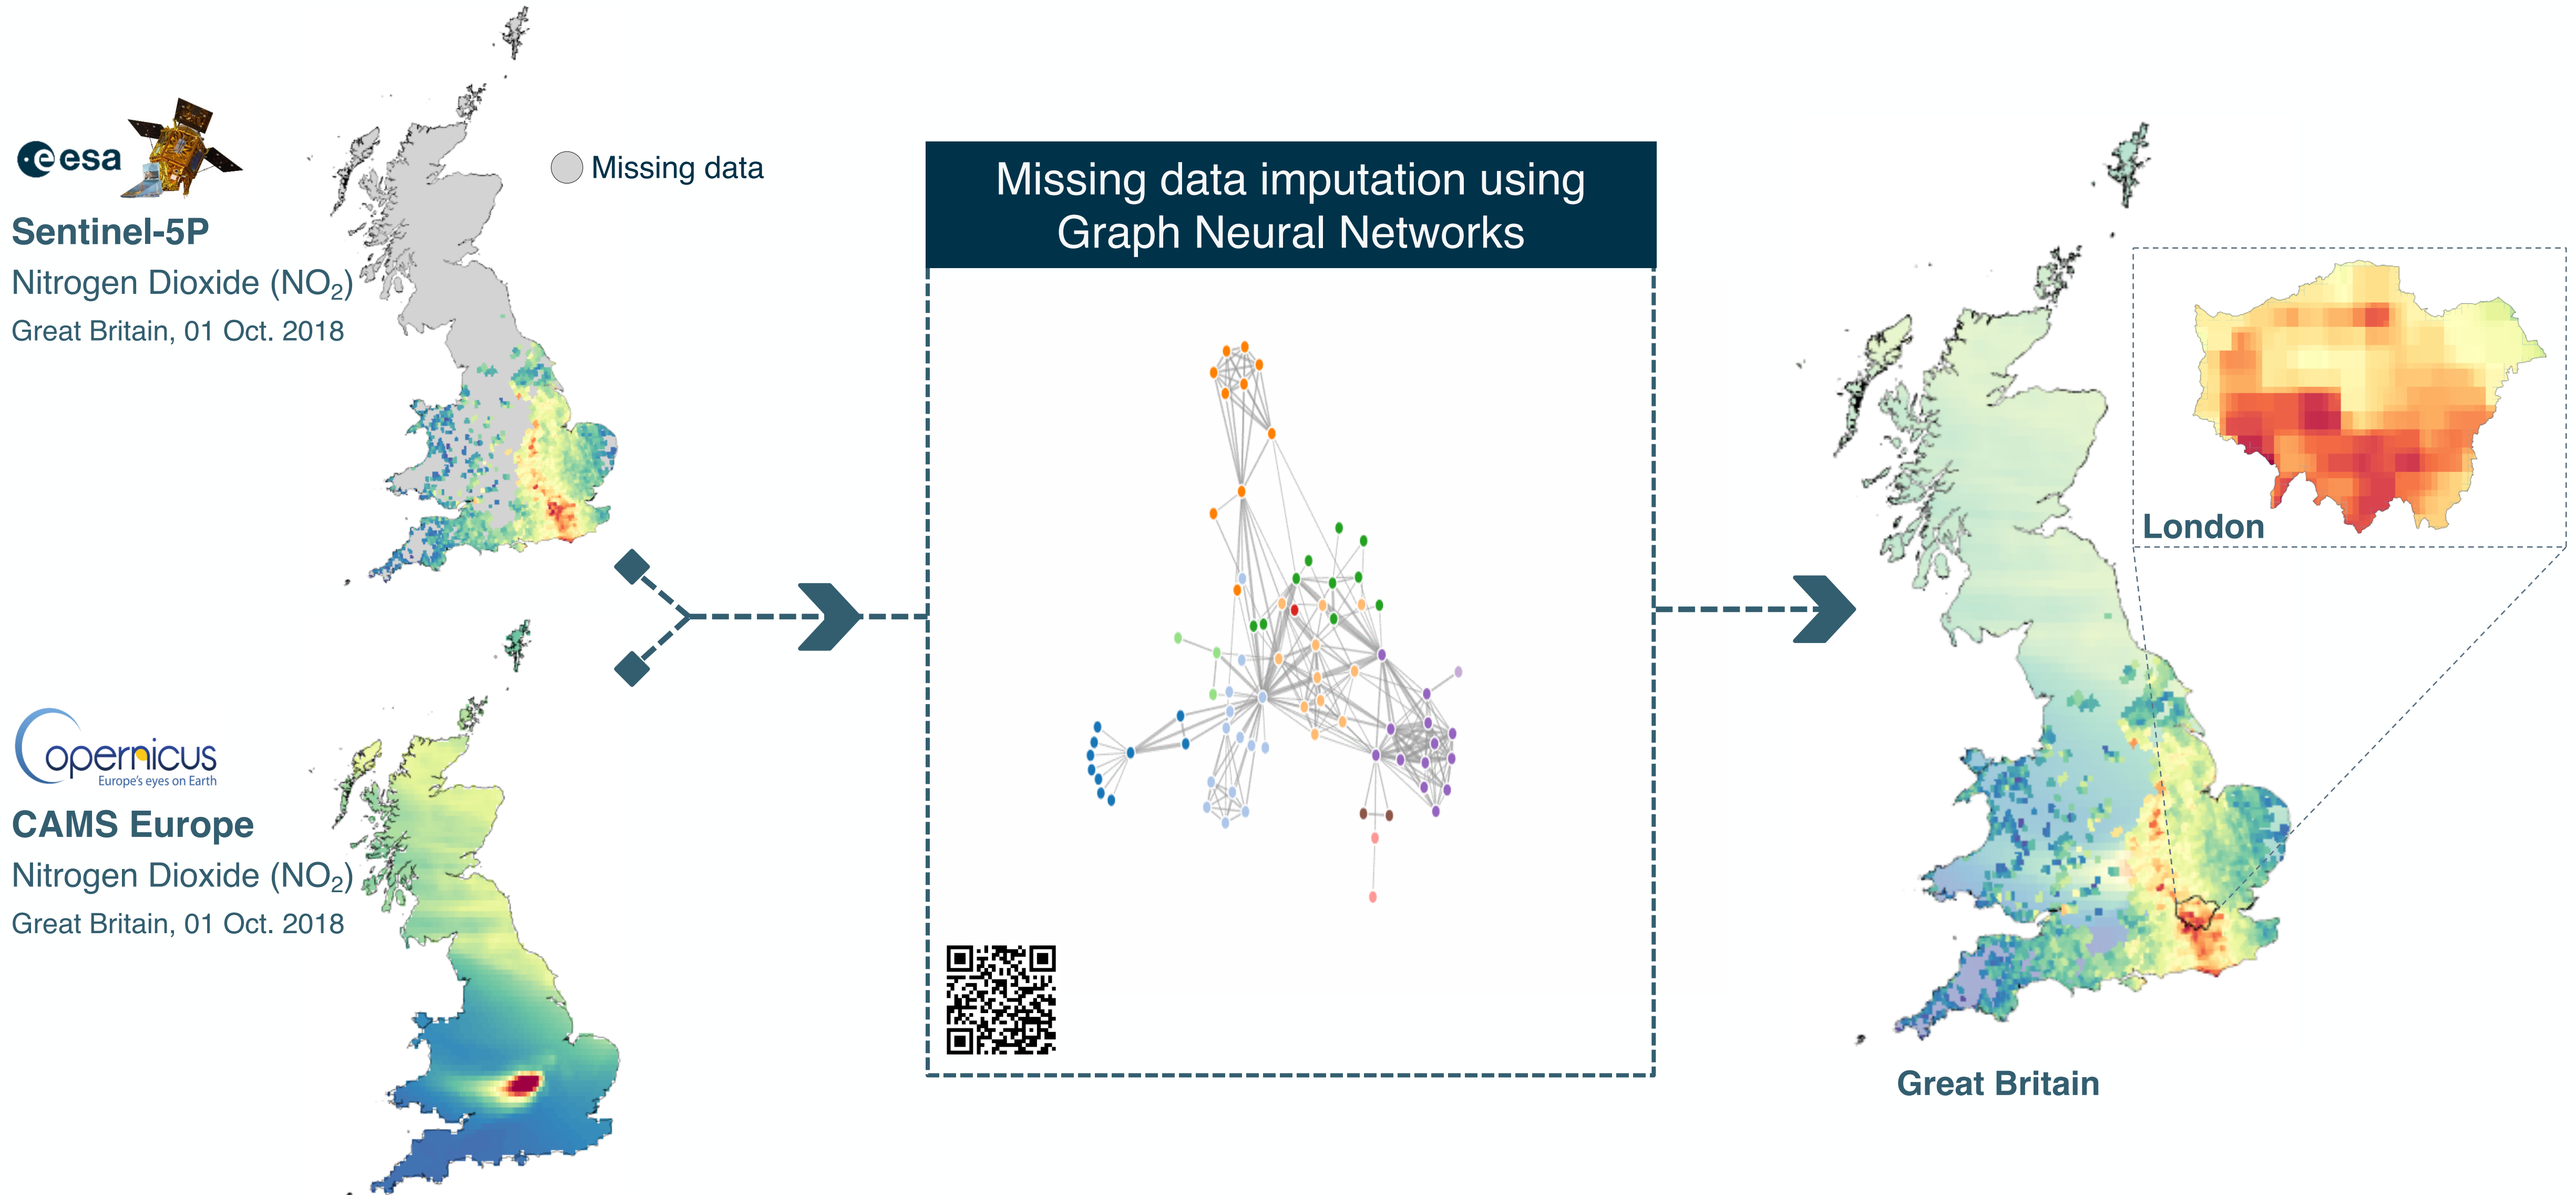 esa
Missing data
Sentinel-5P
Nitrogen Dioxide (NO₂)
Great Britain, 01 Oct. 2018
Copernicus
Europe's eyes on Earth
CAMS Europe
Nitrogen Dioxide (NO₂)
Great Britain, 01 Oct. 2018
Missing data imputation using
Graph Neural Networks
London
Great Britain